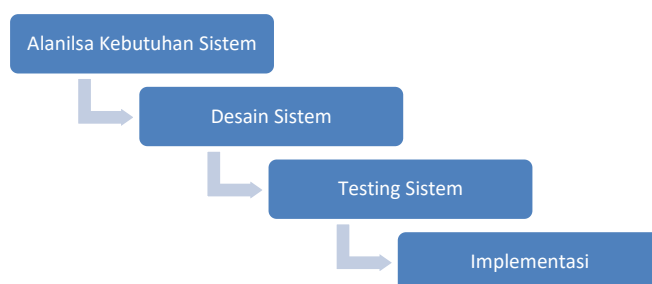 Alanilsa Kebutuhan Sistem
Desain Sistem
Testing Sistem
Implementasi